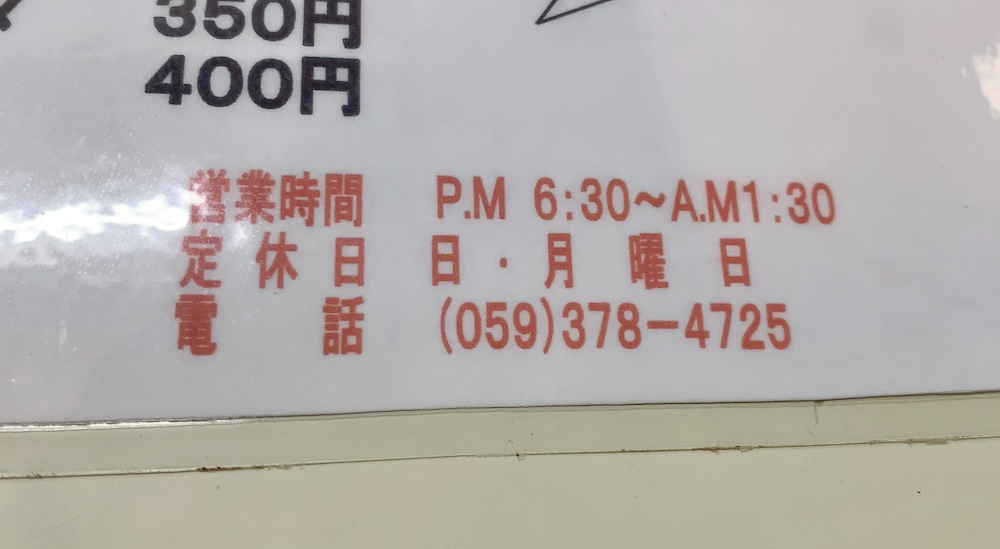 350円
400円
営業時間 P.M 6:30～A.M1:30
定休日 日・月曜日
電話 (059)378-4725